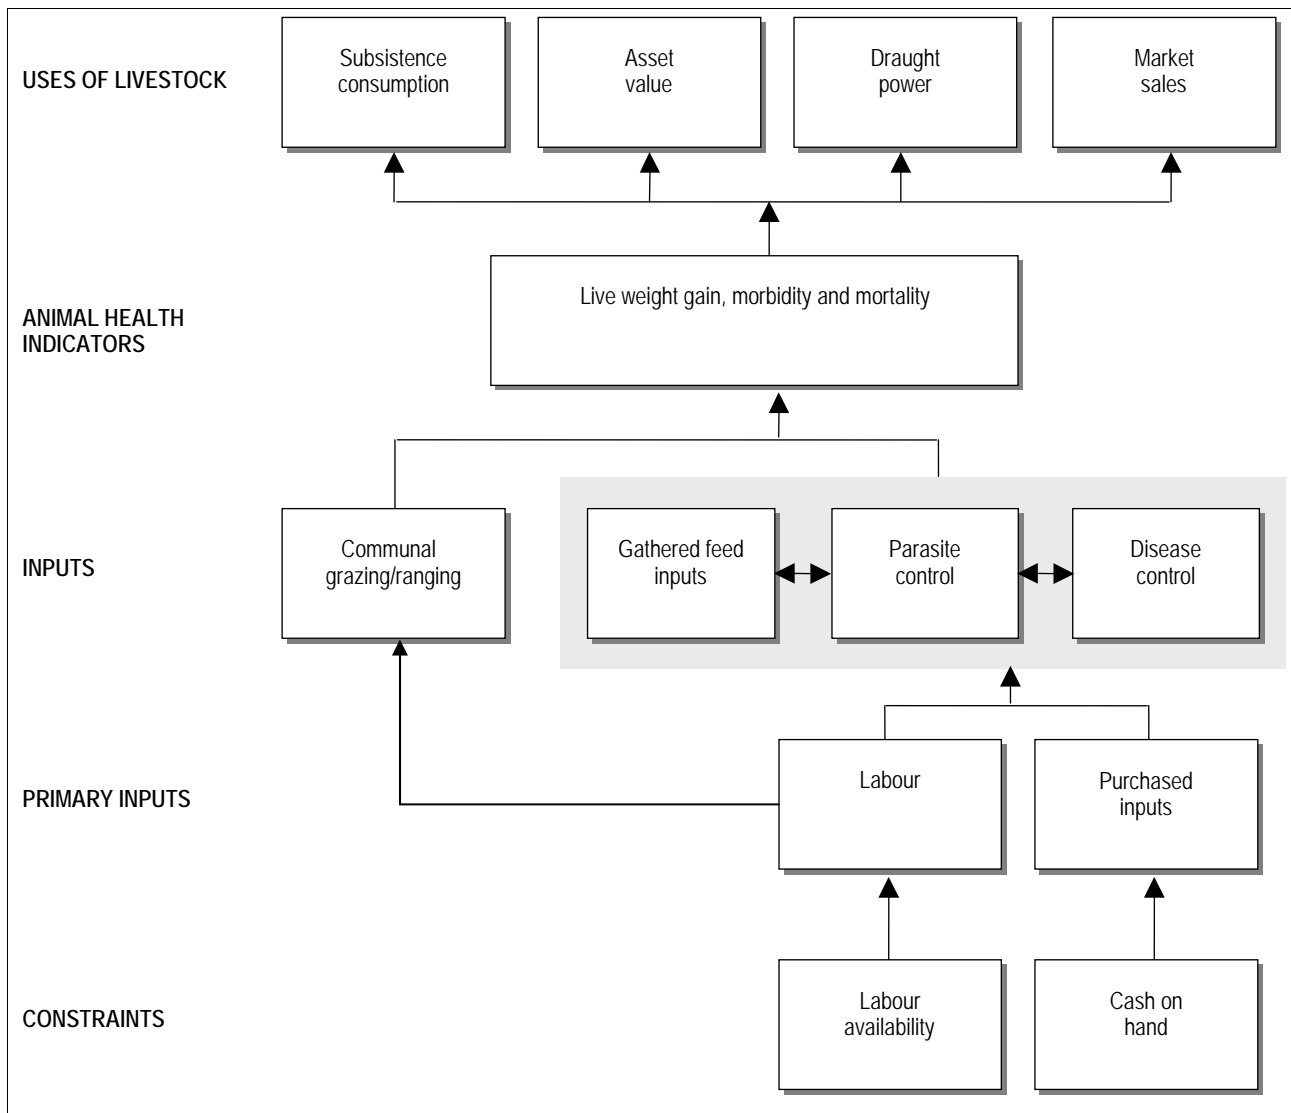 USES OF LIVESTOCK
Subsistence
consumption
Asset
value
Draught
power
Market
sales
ANIMAL HEALTH
INDICATORS
Live weight gain, morbidity and mortality
INPUTS
Communal
grazing/ranging
Gathered feed
inputs
Parasite
control
Disease
control
PRIMARY INPUTS
Labour
Purchased
inputs
CONSTRAINTS
Labour
availability
Cash on
hand